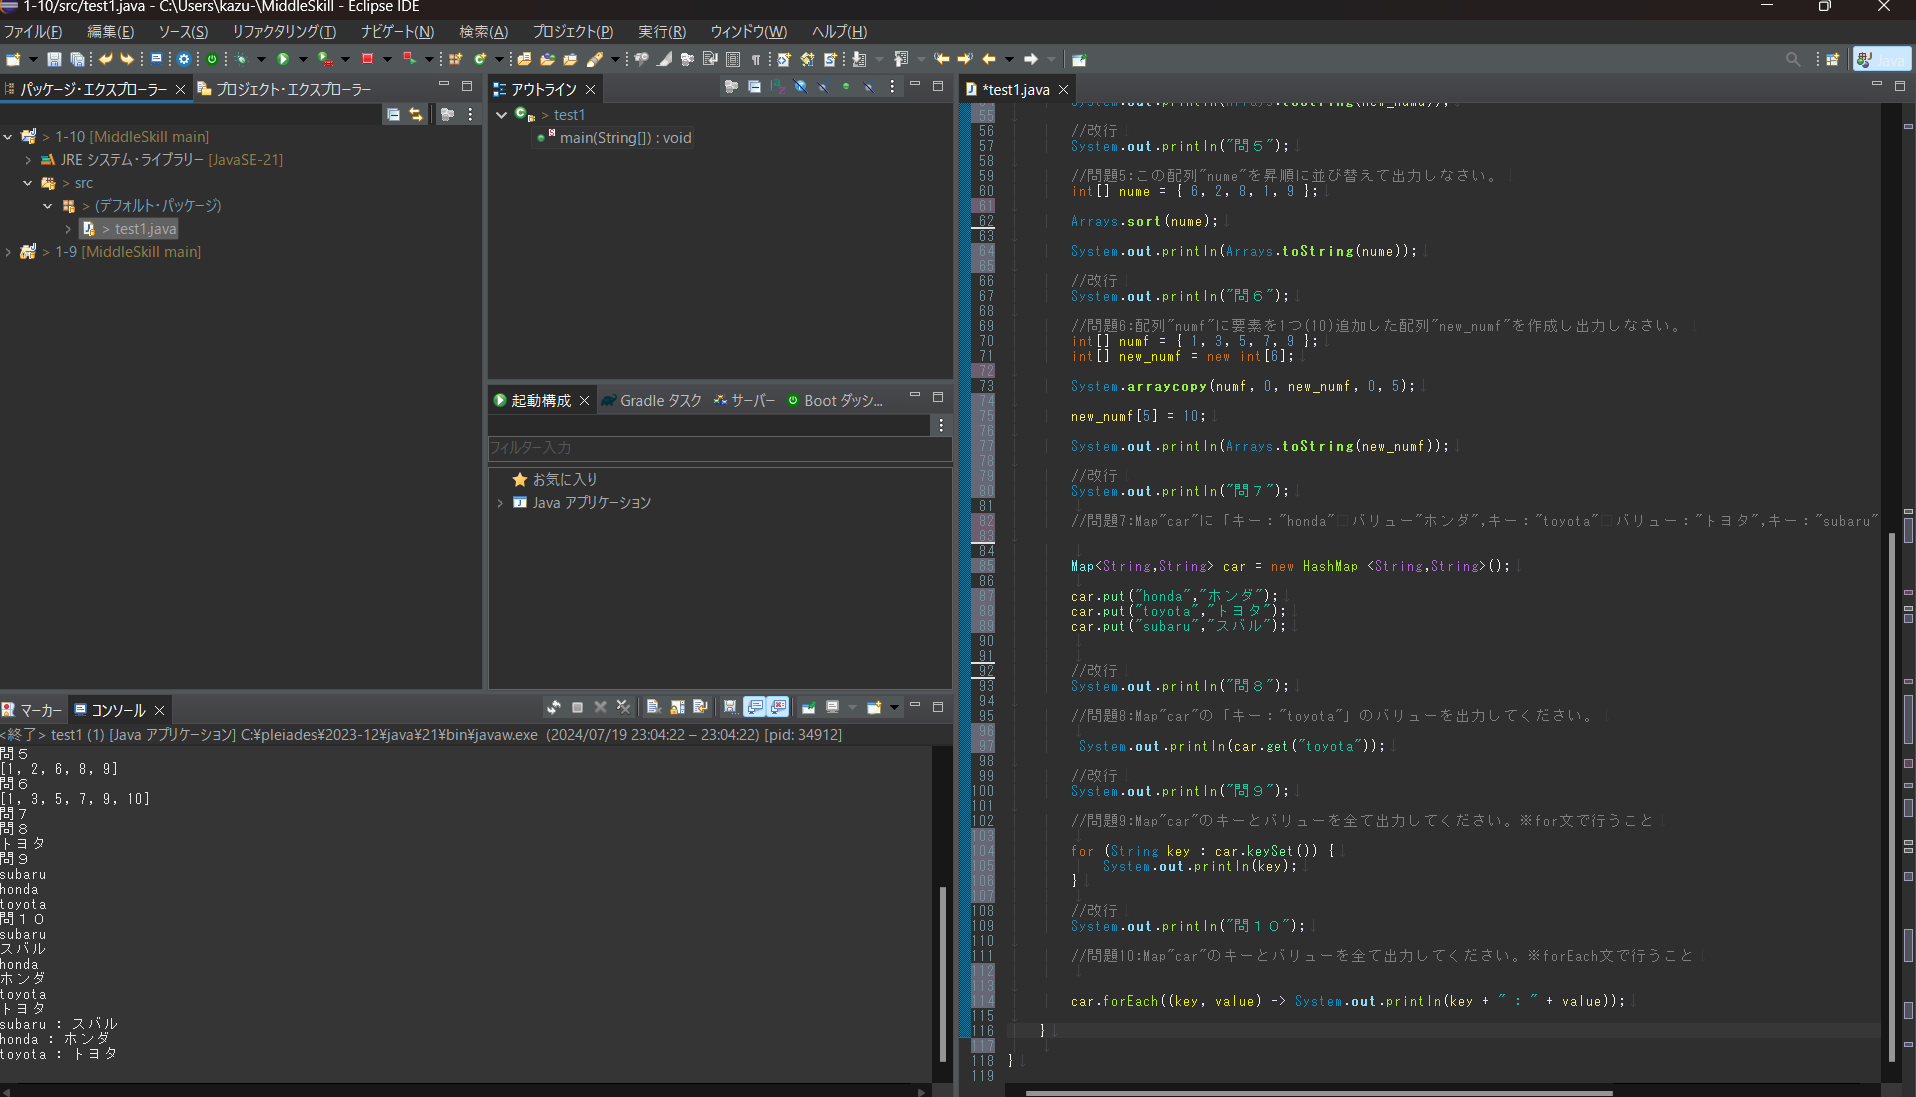 1-10/src/test1.java - C:\Users\kazu-\MiddleSkill - Eclipse IDE
ファイル(F) 編集(E) ソース(S) リファクタリング(T) ナビゲート(N) 検索(A) プロジェクト(P) 実行(R) ウィンドウ(W) ヘルプ(H)
Java
パッケージ・エクスプローラー プロジェクト・エクスプローラー
> 1-10 [MiddleSkill main]
JRE システム・ライブラリー [JavaSE-21]
> src
> (デフォルト・パッケージ)
> test1.java
> 1-9 [MiddleSkill main]
アウトライン
> test1
main(String[]) : void
起動構成 Gradle タスク サーバー Boot ダッシ...
フィルター入力
お気に入り
Java アプリケーション
マーカー コンソール
<終了> test1 (1) [Java アプリケーション] C:¥pleiades¥2023-12¥java¥21¥bin¥javaw.exe (2024/07/19 23:04:22 – 23:04:22) [pid: 34912]
問５
[1, 2, 6, 8, 9]
問６
[1, 3, 5, 7, 9, 10]
問７
問８
トヨタ
問９
subaru
honda
toyota
問１０
subaru
スバル
honda
ホンダ
toyota
トヨタ
subaru : スバル
honda : ホンダ
toyota : トヨタ
*test1.java
55
56 //改行
57 System.out.println("問５");
58
59 //問題5:この配列"nume"を昇順に並び替えて出力しなさい。
60 int[] nume = { 6, 2, 8, 1, 9 };
61
62 Arrays.sort(nume);
63
64 System.out.println(Arrays.toString(nume));
65
66 //改行
67 System.out.println("問６");
68
69 //問題6:配列"numf"に要素を1つ(10)追加した配列"new_numf"を作成し出力しなさい。
70 int[] numf = { 1, 3, 5, 7, 9 };
71 int[] new_numf = new int[6];
72
73 System.arraycopy(numf, 0, new_numf, 0, 5);
74
75 new_numf[5] = 10;
76
77 System.out.println(Arrays.toString(new_numf));
78
79 //改行
80 System.out.println("問７");
81
82 //問題7:Map"car"に「キー："honda" バリュー"ホンダ",キー："toyota" バリュー："トヨタ",キー："subaru"
83
84
85 Map<String,String> car = new HashMap <String,String>();
86
87 car.put("honda","ホンダ");
88 car.put("toyota","トヨタ");
89 car.put("subaru","スバル");
90
91
92 //改行
93 System.out.println("問８");
94
95 //問題8:Map"car"の「キー："toyota"」のバリューを出力してください。
96
97 System.out.println(car.get("toyota"));
98
99 //改行
100 System.out.println("問９");
101
102 //問題9:Map"car"のキーとバリューを全て出力してください。※for文で行うこと
103
104 for (String key : car.keySet()) {
105 System.out.println(key);
106 }
107
108 //改行
109 System.out.println("問１０");
110
111 //問題10:Map"car"のキーとバリューを全て出力してください。※forEach文で行うこと
112
113
114 car.forEach((key, value) -> System.out.println(key + " : " + value));
115
116 }
117
118 }
119